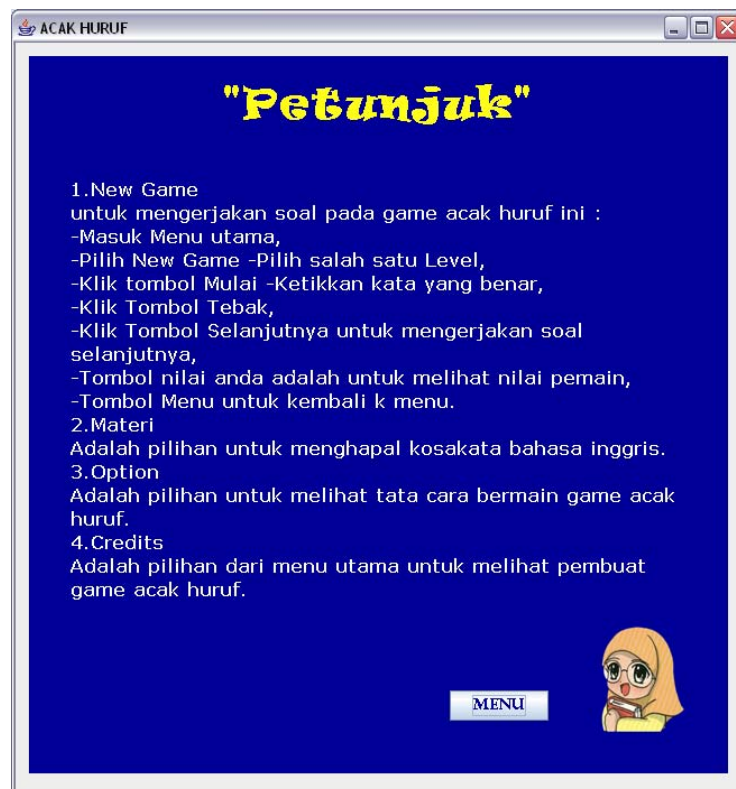 ACAK HURUF
"Petunjuk"
1.New Game
untuk mengerjakan soal pada game acak huruf ini :
-Masuk Menu utama,
-Pilih New Game -Pilih salah satu Level,
-Klik tombol Mulai -Ketikkan kata yang benar,
-Klik Tombol Tebak,
-Klik Tombol Selanjutnya untuk mengerjakan soal
selanjutnya,
-Tombol nilai anda adalah untuk melihat nilai pemain,
-Tombol Menu untuk kembali k menu.
2.Materi
Adalah pilihan untuk menghapal kosakata bahasa inggris.
3.Option
Adalah pilihan untuk melihat tata cara bermain game acak
huruf.
4.Credits
Adalah pilihan dari menu utama untuk melihat pembuat
game acak huruf.
MENU